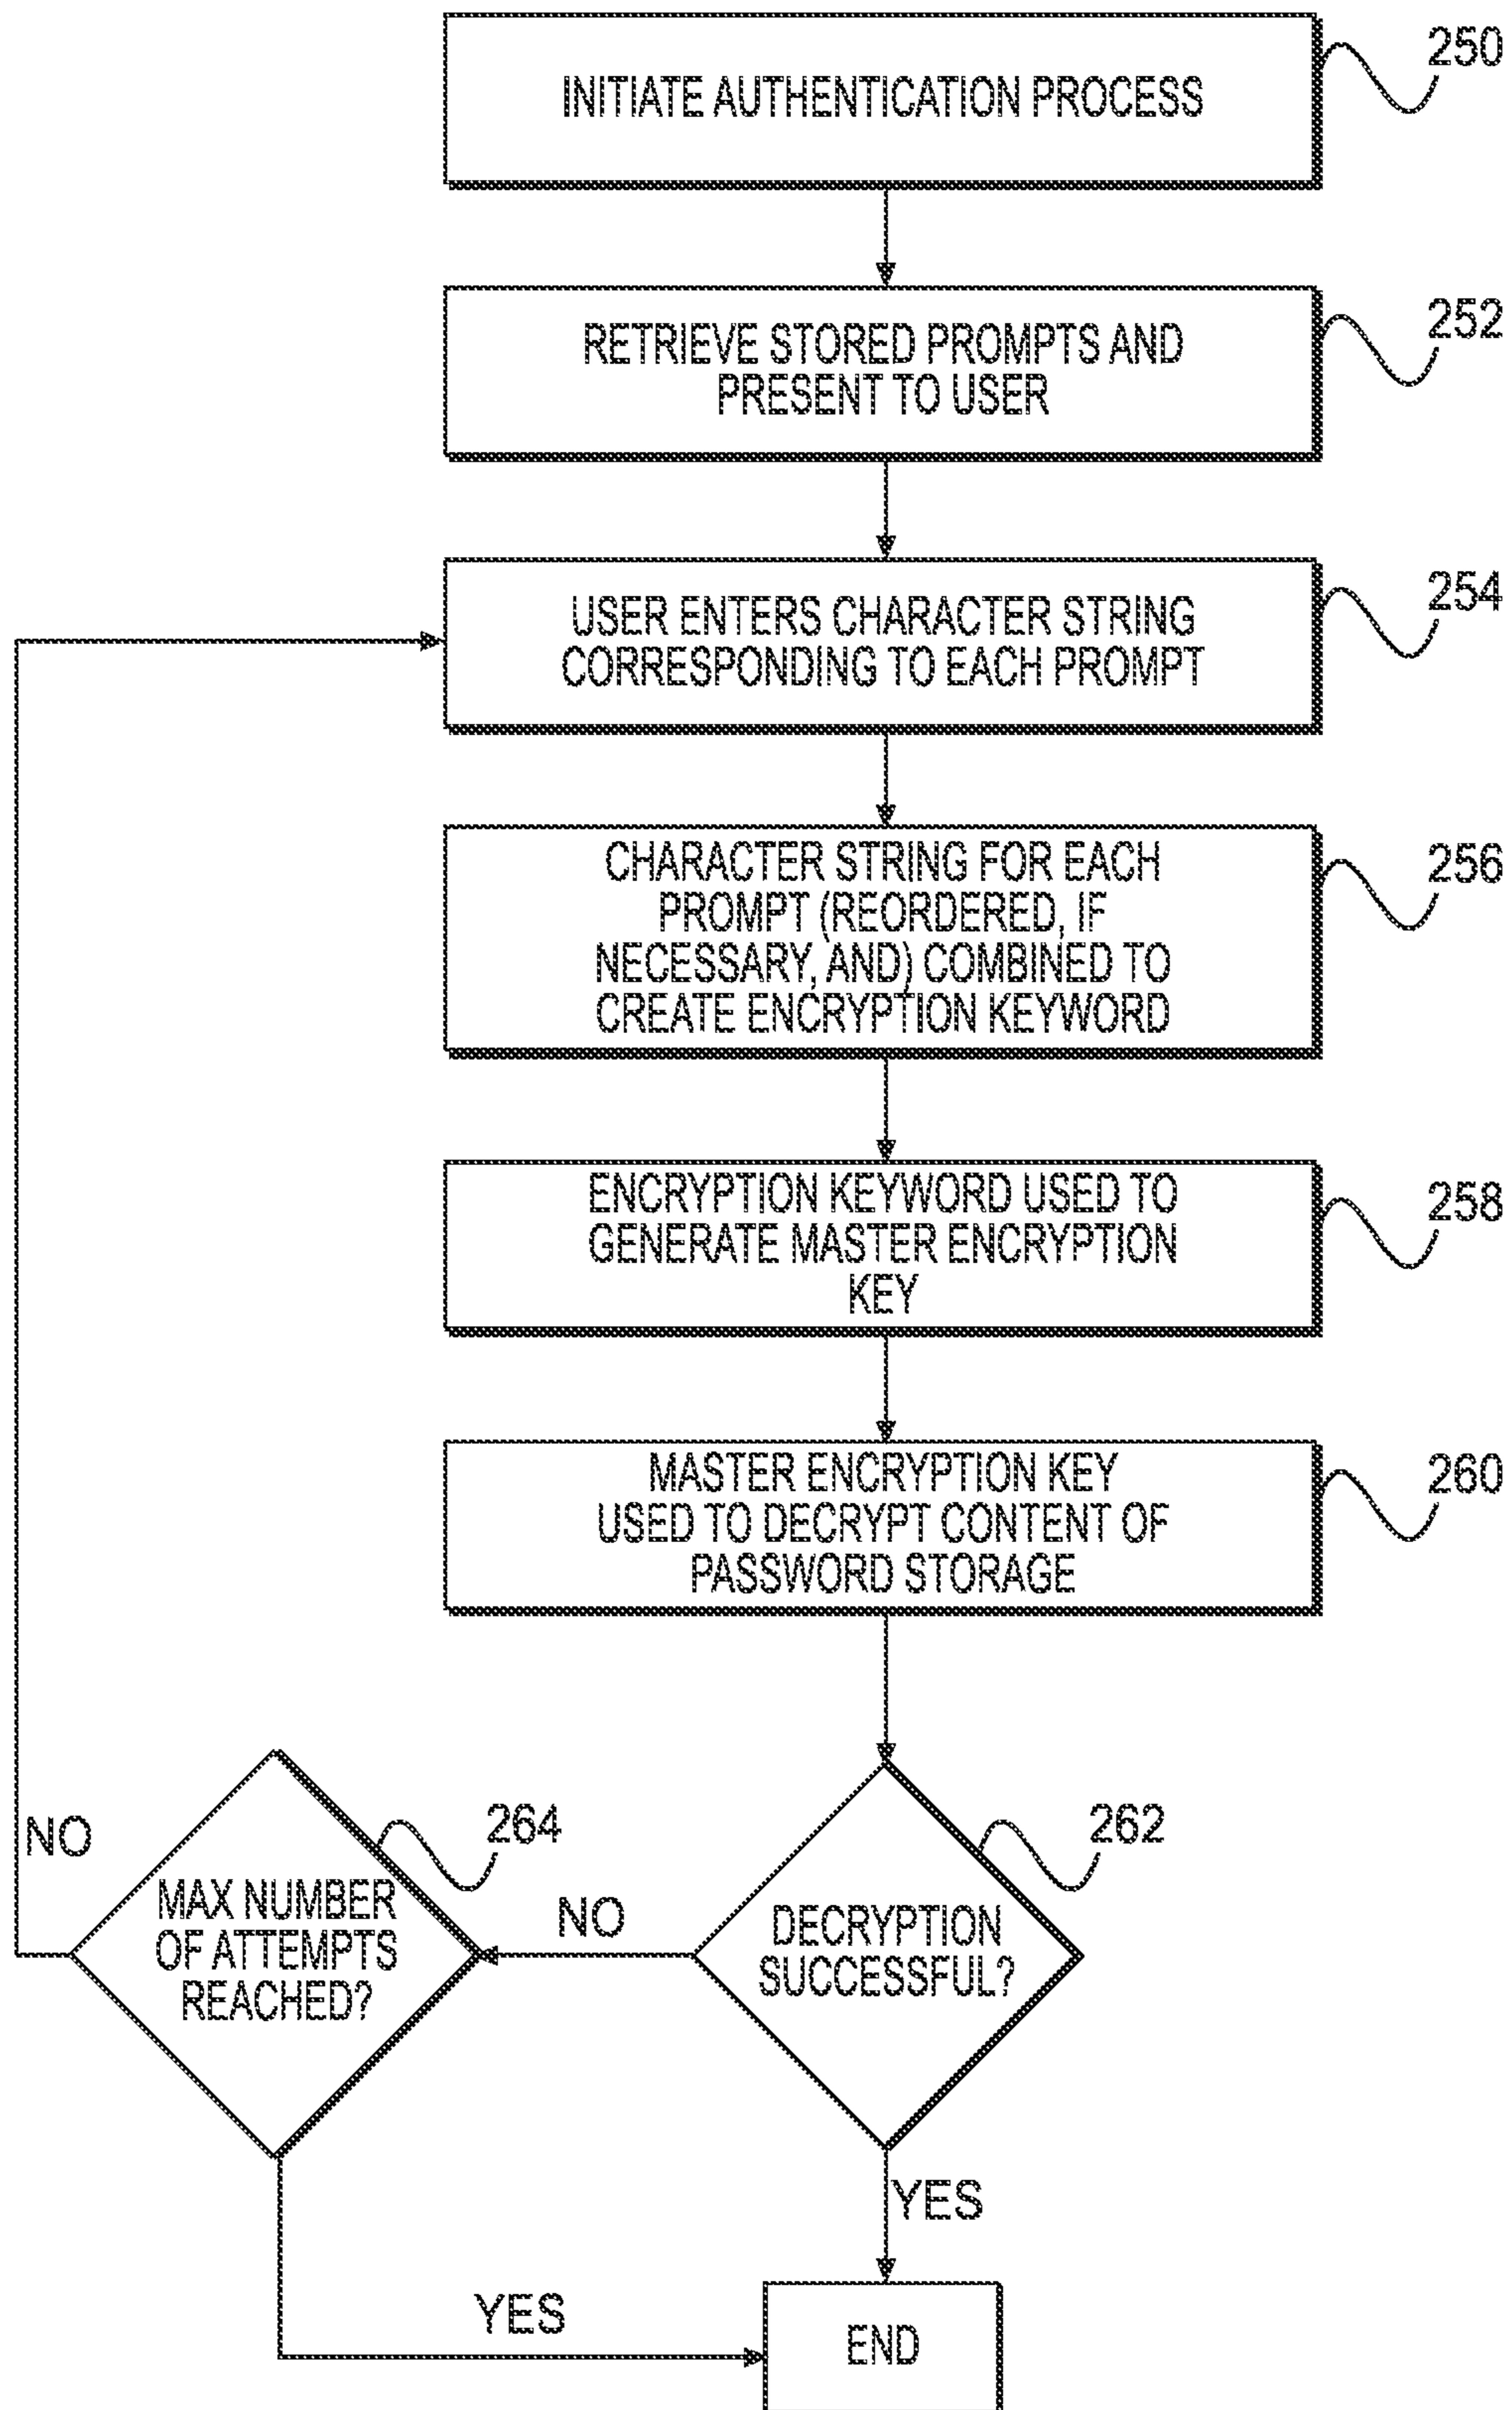 INITIATE AUTHENTICATION PROCESS
250
RETRIEVE STORED PROMPTS AND
PRESENT TO USER
252
USER ENTERS CHARACTER STRING
CORRESPONDING TO EACH PROMPT
254
CHARACTER STRING FOR EACH
PROMPT (REORDERED, IF
NECESSARY, AND) COMBINED TO
CREATE ENCRYPTION KEYWORD
256
ENCRYPTION KEYWORD USED TO
GENERATE MASTER ENCRYPTION
KEY
258
MASTER ENCRYPTION KEY
USED TO DECRYPT CONTENT OF
PASSWORD STORAGE
260
NO
264
MAX NUMBER
OF ATTEMPTS
REACHED?
NO
262
DECRYPTION
SUCCESSFUL?
YES
YES
END